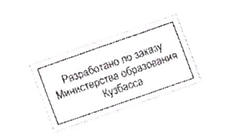 Разработано по заказу
Министерства образования
Кузбасса